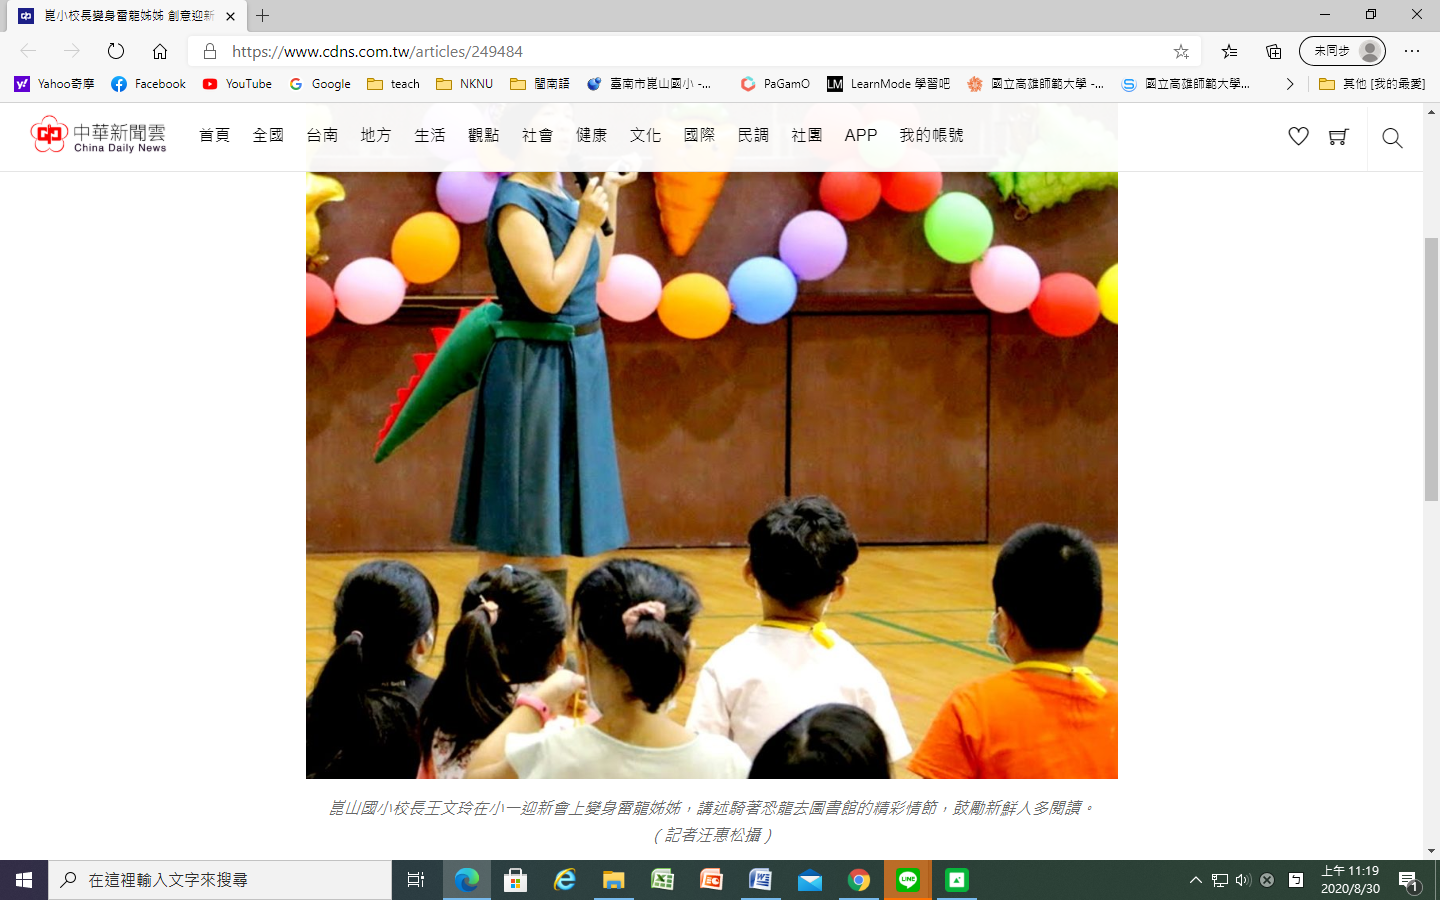 崑小校長變身雷龍姊姊 創意迎新
https://www.cdns.com.tw/articles/249484
未同步
Yahoo奇摩 Facebook YouTube Google teach NKNU 閩南語 臺南市崑山國小 -... PaGamO LearnMode 學習吧 國立高雄師範大學 -... 國立高雄師範大學... 其他 [我的最愛]
中華新聞雲
China Daily News
首頁 全國 台南 地方 生活 觀點 社會 健康 文化 國際 民調 社團 APP 我的帳號
崑山國小校長王文玲在小一迎新會上變身雷龍姊姊，講述騎著恐龍去圖書館的精彩情節，鼓勵新鮮人多閱讀。
（記者汪惠松攝）
在這裡輸入文字來搜尋
LINE
上午 11:19
2020/8/30
1